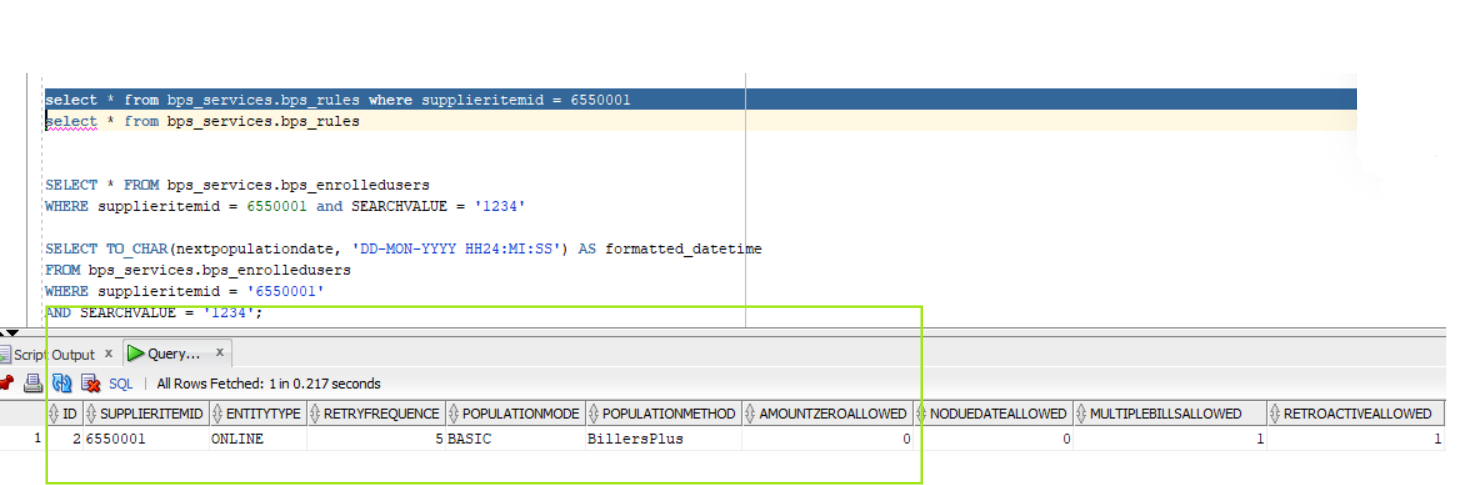 select * from bps_services.bps_rules where supplieritemid = 6550001
select * from bps_services.bps_rules
SELECT * FROM bps_services.bps_enrolledusers
WHERE supplieritemid = 6550001 and SEARCHVALUE = '1234'
SELECT TO_CHAR(nextpopulationdate, 'DD-MON-YYYY HH24:MI:SS') AS formatted_datetime
FROM bps_services.bps_enrolledusers
WHERE supplieritemid = '6550001'
AND SEARCHVALUE = '1234';
Script Output x Query... x
SQL | All Rows Fetched: 1 in 0.217 seconds
ID SUPPLIERITEMID ENTITYTYPE RETRYFREQUENCE POPULATIONMODE POPULATIONMETHOD AMOUNTZEROALLOWED NODUEDATEALLOWED MULTIPLEBILLSALLOWED RETROACTIVEALLOWED
1 2 6550001 ONLINE 5 BASIC BillersPlus 0 0 1 1